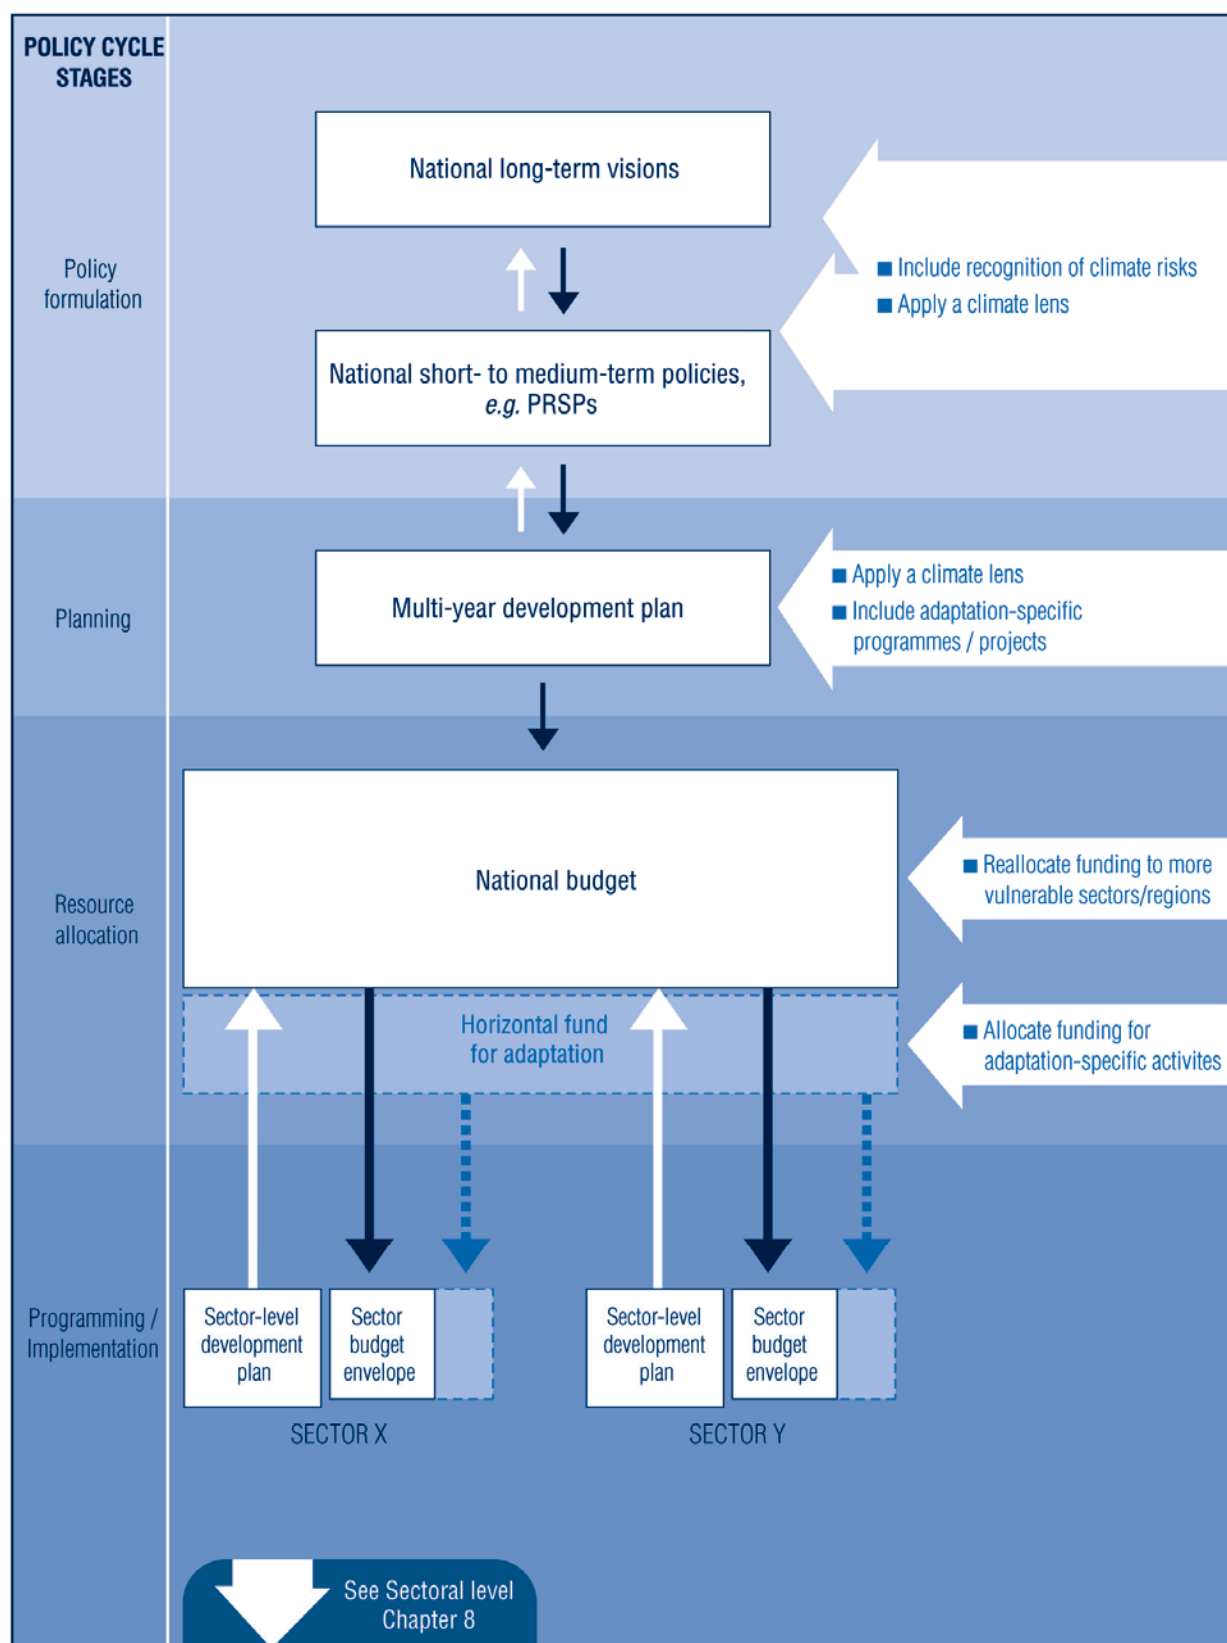 POLICY CYCLE
STAGES
National long-term visions
■ Include recognition of climate risks
■ Apply a climate lens
Policy
formulation
National short- to medium-term policies,
e.g. PRSPs
Planning
Multi-year development plan
■ Apply a climate lens
■ Include adaptation-specific
programmes / projects
Resource
allocation
National budget
■ Reallocate funding to more
vulnerable sectors/regions
Horizontal fund
for adaptation
■ Allocate funding for
adaptation-specific activites
Programming /
Implementation
Sector-level
development
plan
Sector
budget
envelope
SECTOR X
Sector-level
development
plan
Sector
budget
envelope
SECTOR Y
See Sectoral level
Chapter 8